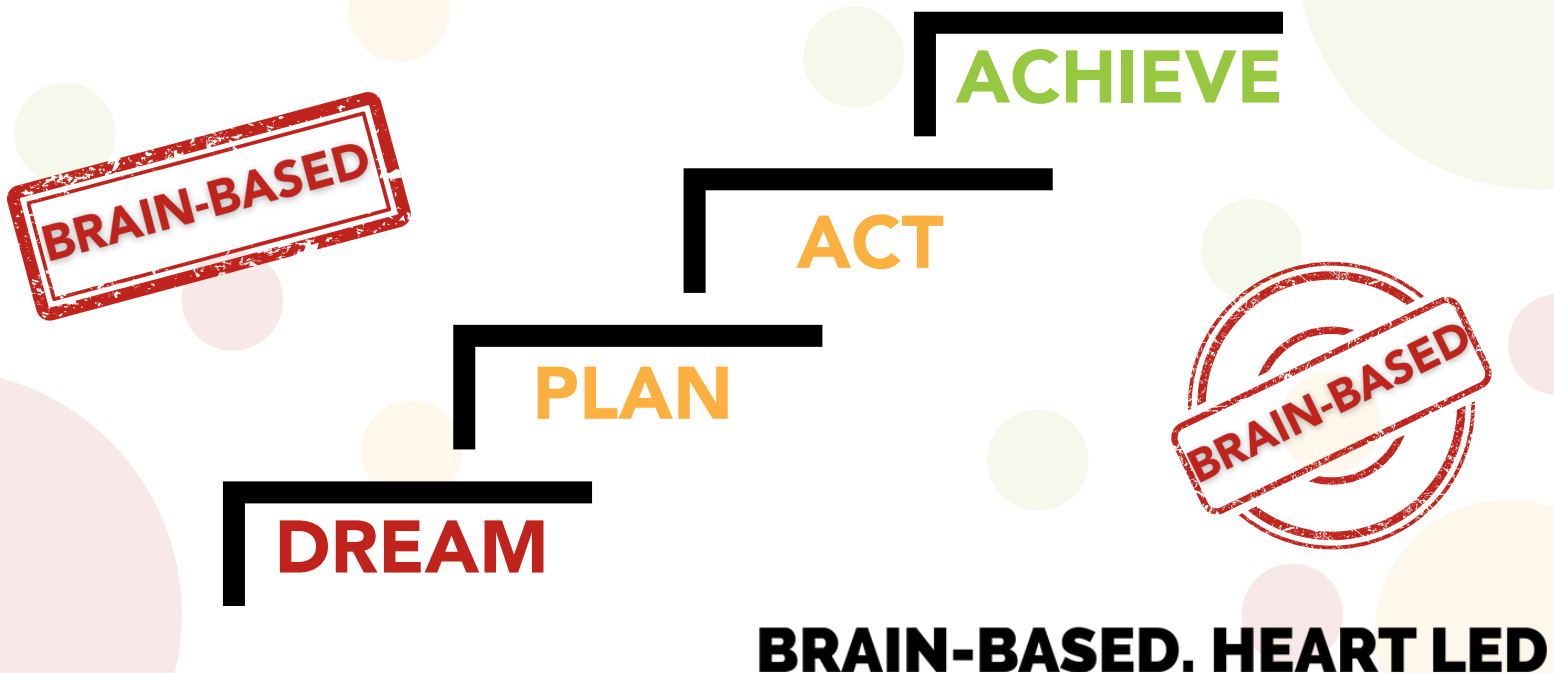 ACHIEVE
BRAIN-BASED
ACT
PLAN
BRAIN-BASED
DREAM
BRAIN-BASED. HEART LED